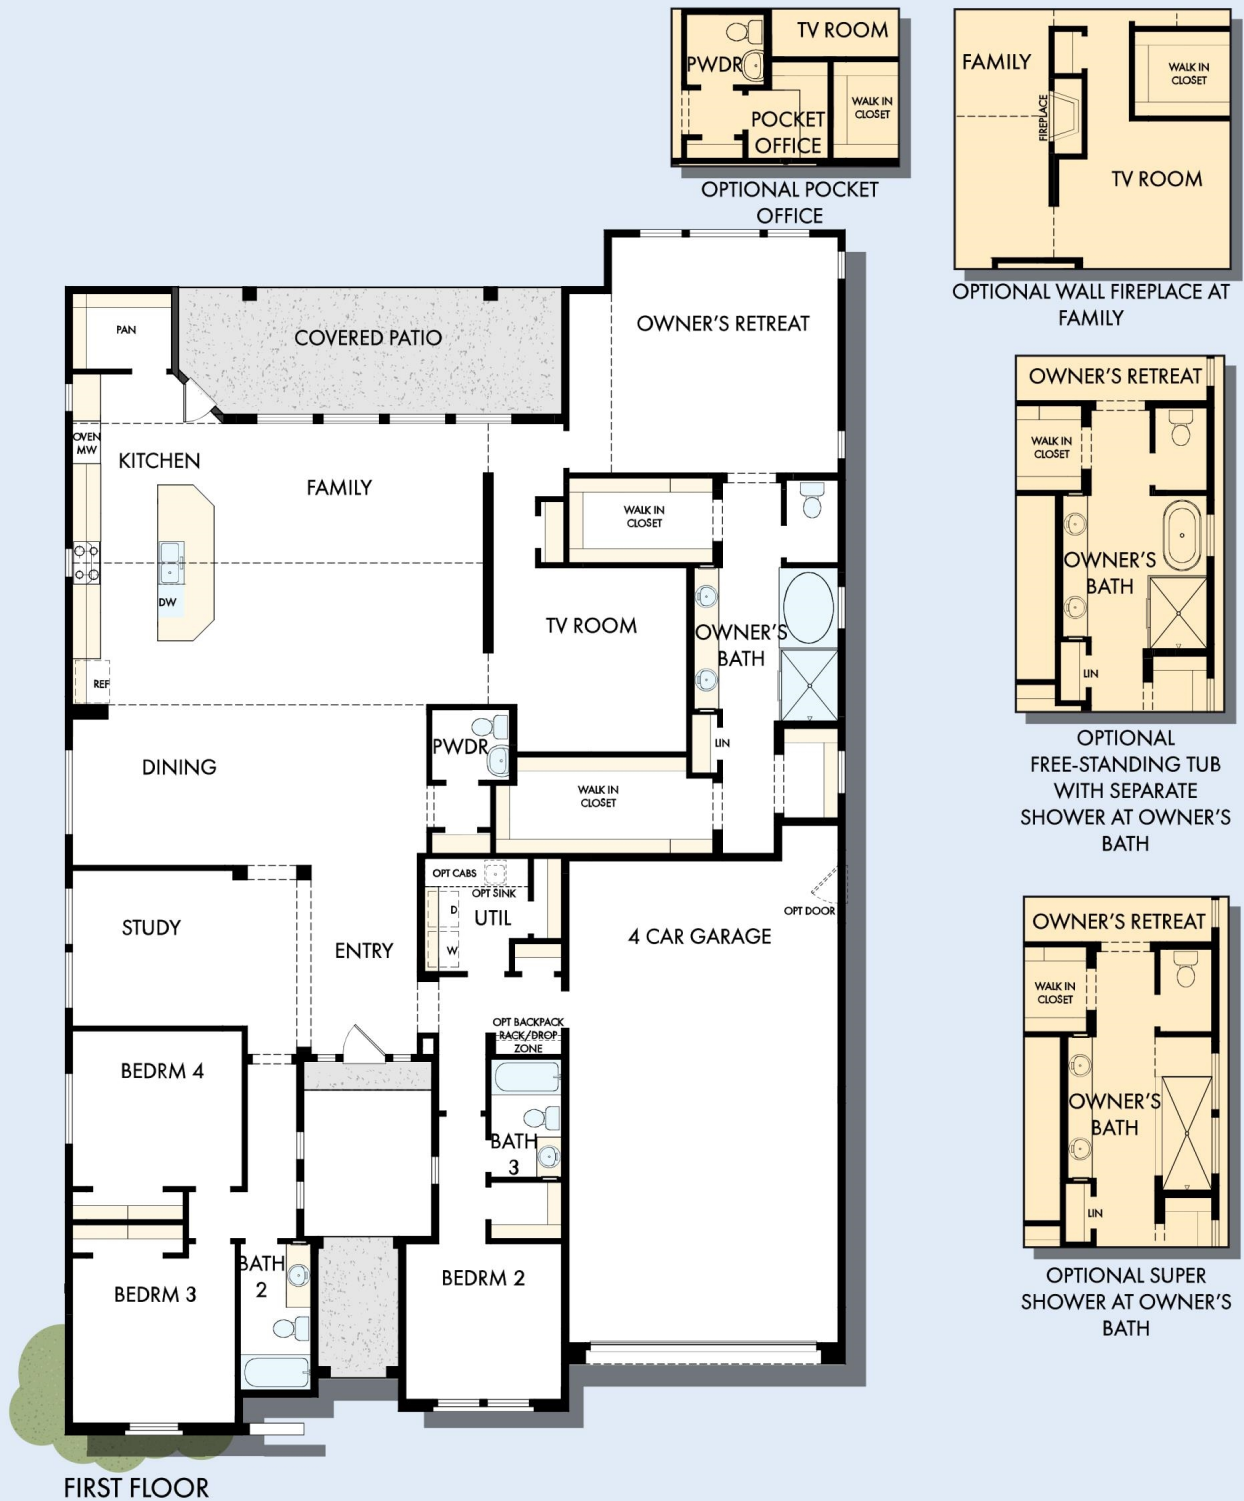 TV ROOM
PWDR
POCKET
OFFICE
WALK IN
CLOSET
OPTIONAL POCKET
OFFICE
FAMILY
WALK IN
CLOSET
FIREPLACE
TV ROOM
OPTIONAL WALL FIREPLACE AT
FAMILY
OWNER'S RETREAT
WALK IN
CLOSET
OWNER'S
BATH
LIN
OPTIONAL
FREE-STANDING TUB
WITH SEPARATE
SHOWER AT OWNER'S
BATH
OWNER'S RETREAT
WALK IN
CLOSET
OWNER'S
BATH
LIN
OPTIONAL SUPER
SHOWER AT OWNER'S
BATH
PAN
COVERED PATIO
OWNER'S RETREAT
OVEN
MW
KITCHEN
FAMILY
WALK IN
CLOSET
DW
TV ROOM
OWNER'S
BATH
REF
PWDR
LIN
DINING
WALK IN
CLOSET
OPT CABS
OPT SINK
D
UTIL
W
OPT DOOR
STUDY
ENTRY
4 CAR GARAGE
OPT BACKPACK
RACK/DROP
ZONE
BEDRM 4
BATH
3
BATH
2
BEDRM 3
BEDRM 2
FIRST FLOOR